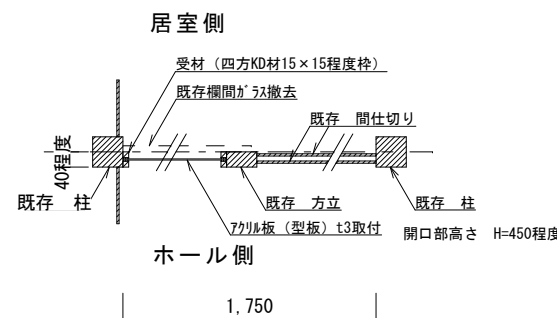 居室側
受材（四方KD材15×15程度枠）
既存欄間ｶﾞﾗｽ撤去
既存　間仕切り
40程度
既存　柱
既存　方立
既存　柱
ｱｸﾘﾙ板（型板）t3取付
開口部高さ　H=450程度
ホール側
1,750